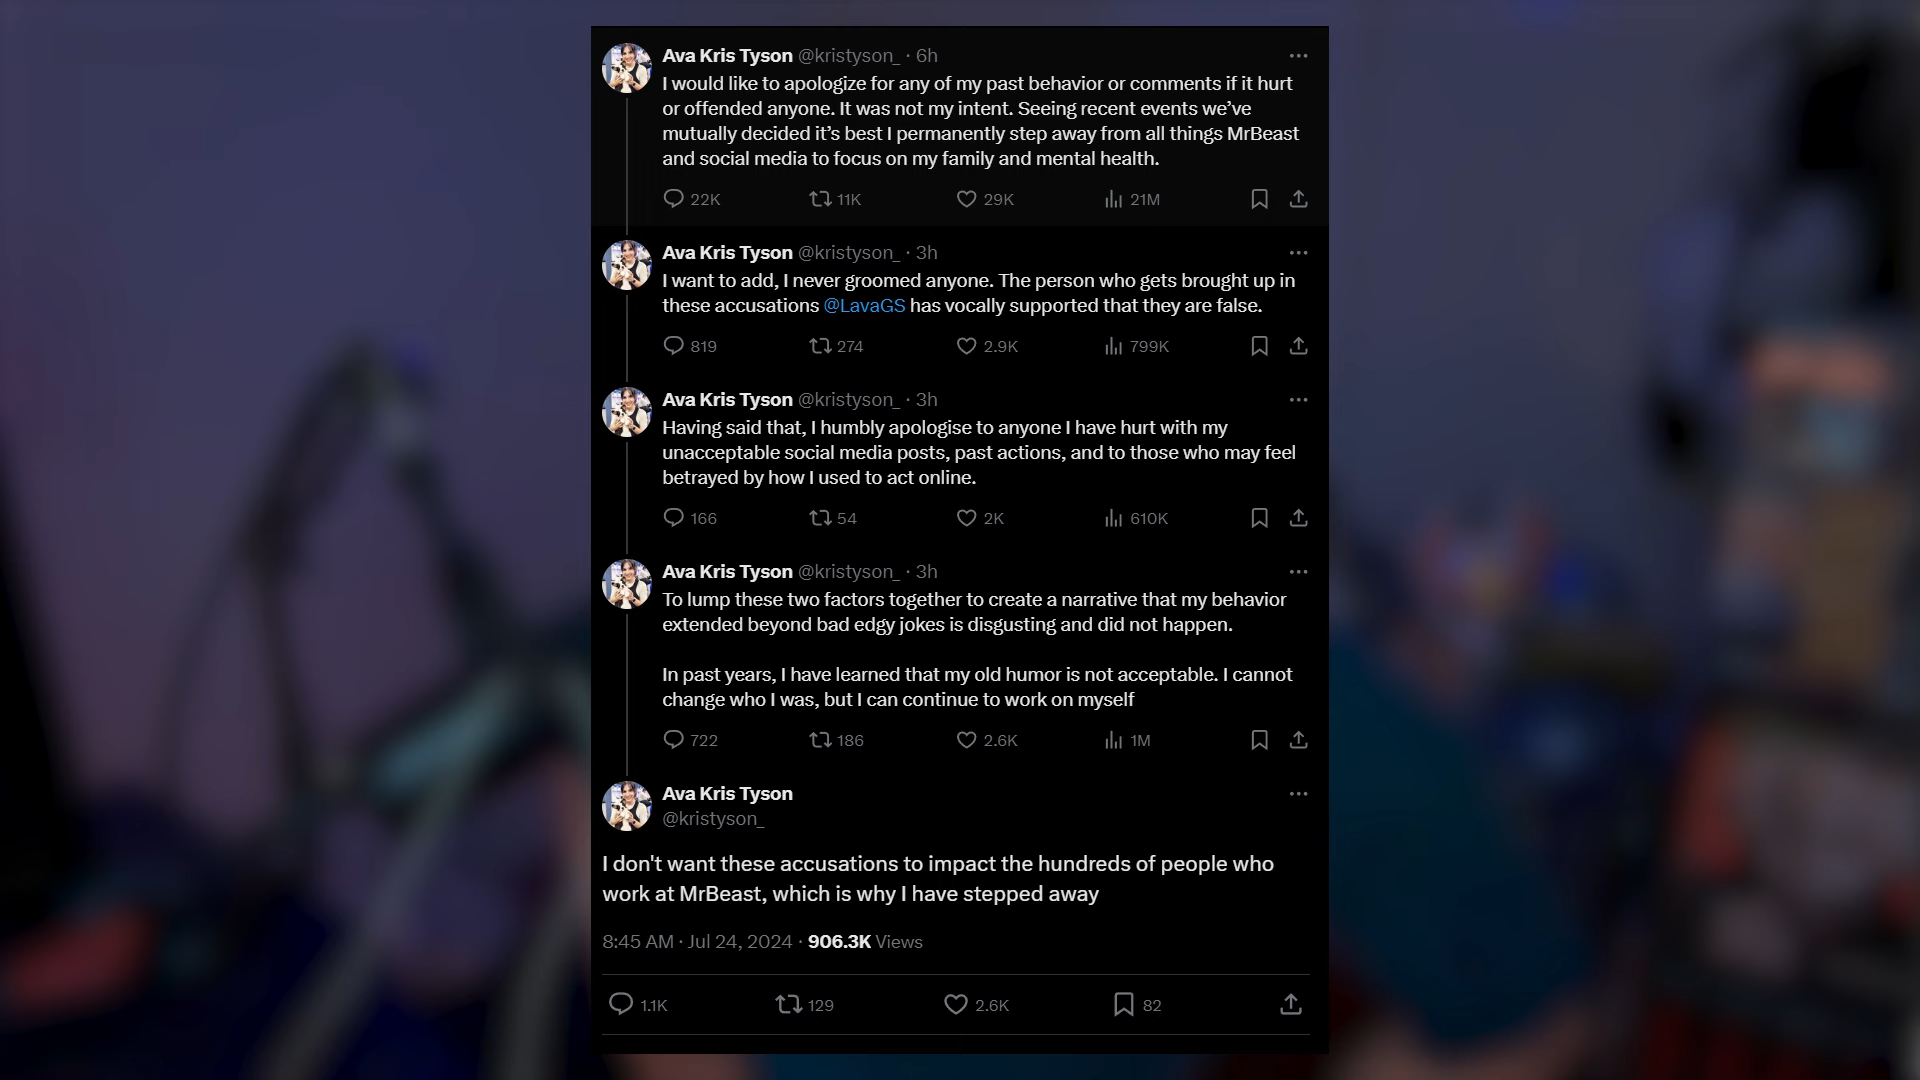 Ava Kris Tyson @kristyson_ · 6h
I would like to apologize for any of my past behavior or comments if it hurt
or offended anyone. It was not my intent. Seeing recent events we’ve
mutually decided it’s best I permanently step away from all things MrBeast
and social media to focus on my family and mental health.
22K 11K 29K 21M
Ava Kris Tyson @kristyson_ · 3h
I want to add, I never groomed anyone. The person who gets brought up in
these accusations @LavaGS has vocally supported that they are false.
819 274 2.9K 799K
Ava Kris Tyson @kristyson_ · 3h
Having said that, I humbly apologise to anyone I have hurt with my
unacceptable social media posts, past actions, and to those who may feel
betrayed by how I used to act online.
166 54 2K 610K
Ava Kris Tyson @kristyson_ · 3h
To lump these two factors together to create a narrative that my behavior
extended beyond bad edgy jokes is disgusting and did not happen.
In past years, I have learned that my old humor is not acceptable. I cannot
change who I was, but I can continue to work on myself
722 186 2.6K 1M
Ava Kris Tyson
@kristyson_
I don't want these accusations to impact the hundreds of people who
work at MrBeast, which is why I have stepped away
8:45 AM · Jul 24, 2024 · 906.3K Views
1.1K 129 2.6K 82